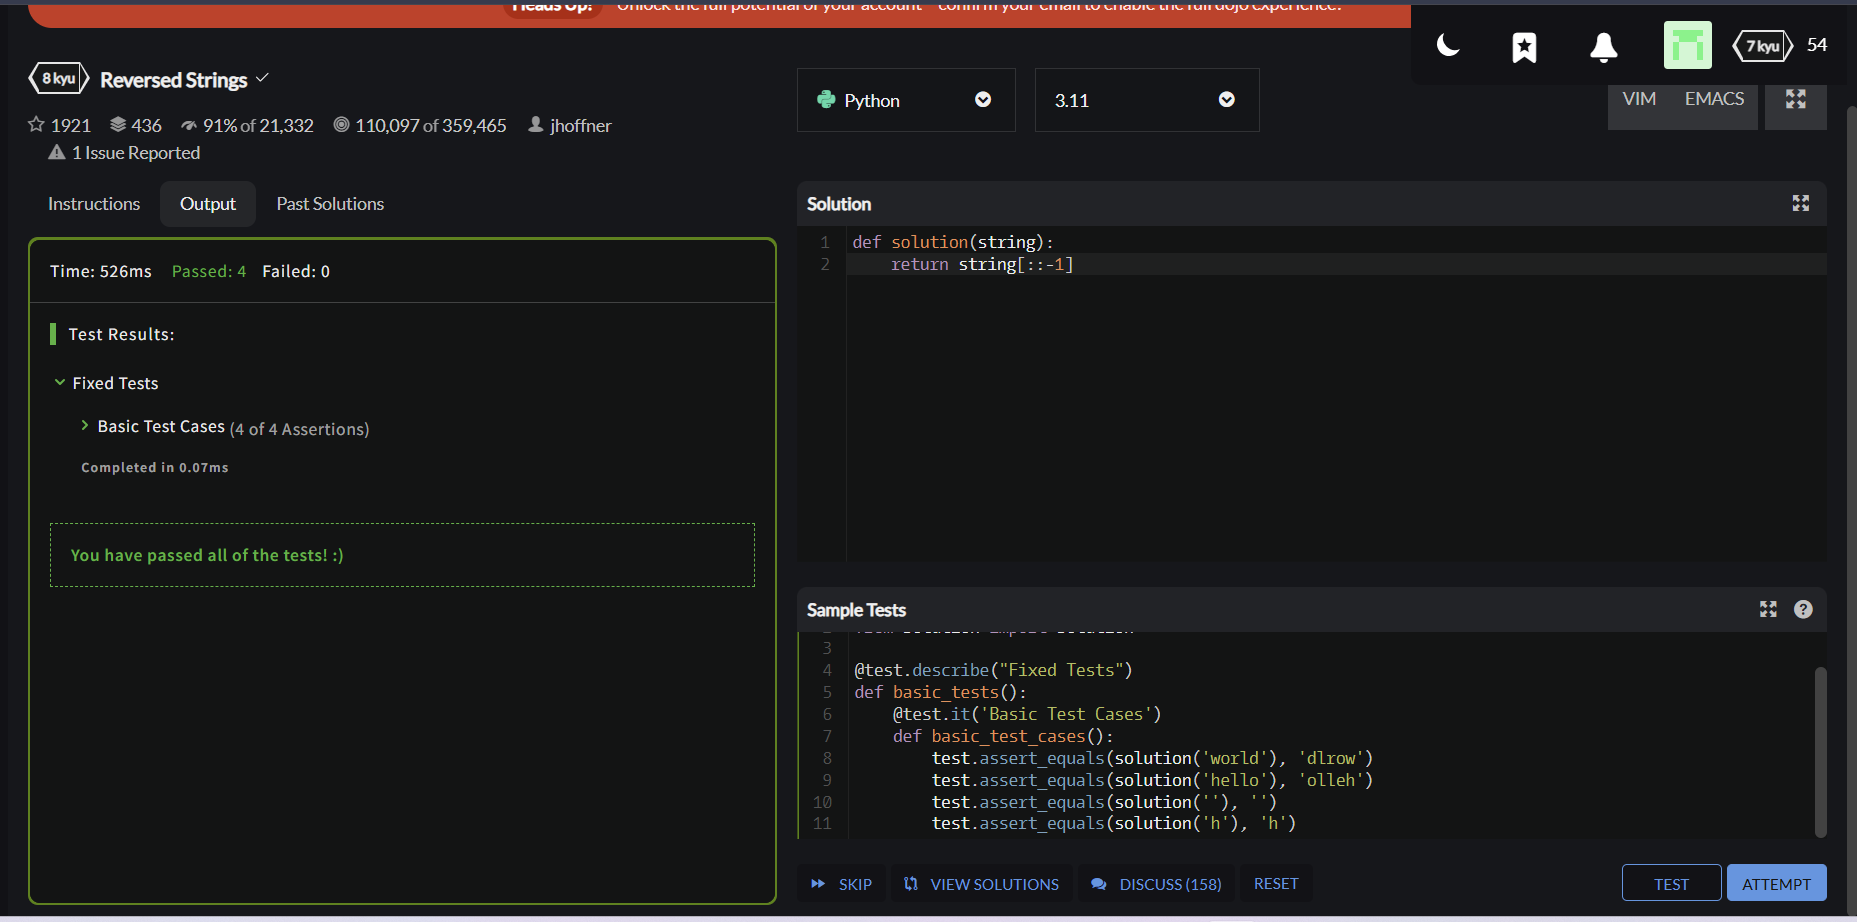 Heads Up! Unlock the full potential of your account - confirm your email to enable the full dojo experience!
7 kyu 54
8 kyu Reversed Strings
1921 436 91% of 21,332 110,097 of 359,465 jhoffner
1 Issue Reported
Python 3.11 VIM EMACS
Instructions Output Past Solutions
Time: 526ms Passed: 4 Failed: 0
Test Results:
Fixed Tests
Basic Test Cases (4 of 4 Assertions)
Completed in 0.07ms
You have passed all of the tests! :)
Solution
1 def solution(string):
2     return string[::-1]
Sample Tests
3
4 @test.describe("Fixed Tests")
5 def basic_tests():
6     @test.it('Basic Test Cases')
7     def basic_test_cases():
8         test.assert_equals(solution('world'), 'dlrow')
9         test.assert_equals(solution('hello'), 'olleh')
10         test.assert_equals(solution(''), '')
11         test.assert_equals(solution('h'), 'h')
SKIP VIEW SOLUTIONS DISCUSS (158) RESET TEST ATTEMPT